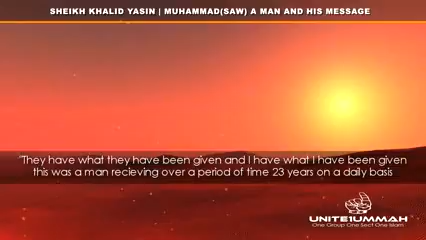 SHEIKH KHALID YASIN | MUHAMMAD(SAW) A MAN AND HIS MESSAGE
"They have what they have been given and I have what I have been given
this was a man recieving over a period of time 23 years on a daily basis
UNITE1UMMAH
One Group One Sect One Islam